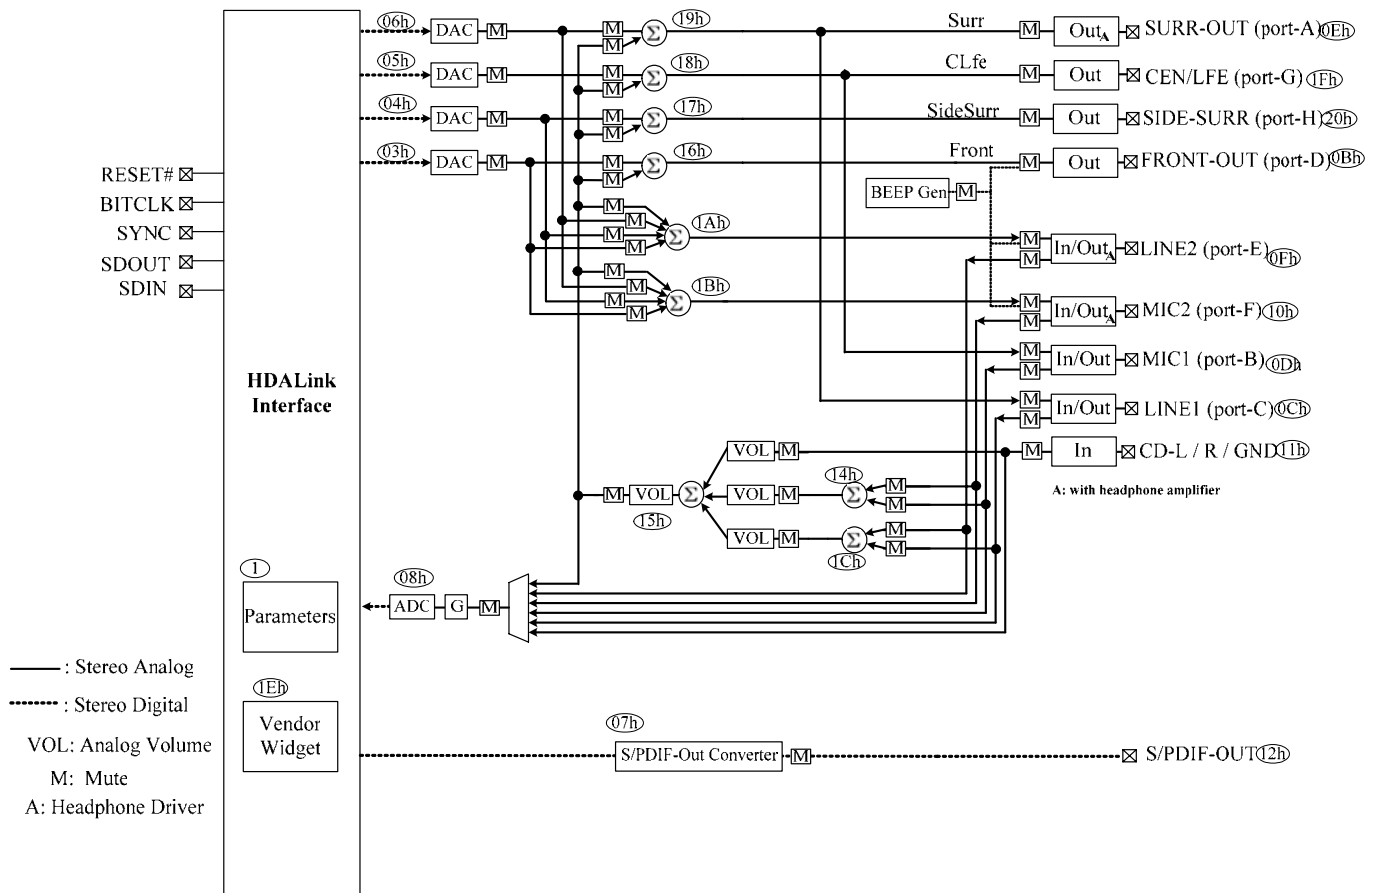 06h
DAC
M
M
M
Σ
19h
Surr
M
Out A
SURR-OUT (port-A)
0Eh
05h
DAC
M
M
M
Σ
18h
CLfe
M
Out
CEN/LFE (port-G)
1Fh
04h
DAC
M
M
M
Σ
17h
SideSurr
M
Out
SIDE-SURR (port-H)
20h
03h
DAC
M
M
M
Σ
16h
Front
M
Out
FRONT-OUT (port-D)
0Bh
BEEP Gen
M
RESET#
BITCLK
SYNC
SDOUT
SDIN
M
M
M
M
Σ
1Ah
M
M
In/Out A
LINE2 (port-E)
0Fh
M
M
M
M
Σ
1Bh
M
M
In/Out A
MIC2 (port-F)
10h
M
M
In/Out
MIC1 (port-B)
0Dh
HDALink
Interface
M
M
In/Out
LINE1 (port-C)
0Ch
VOL
M
M
In
CD-L / R / GND
11h
A: with headphone amplifier
M
VOL
15h
Σ
VOL
M
14h
Σ
M
M
VOL
M
Σ
1Ch
M
M
1
Parameters
08h
ADC
G
M
: Stereo Analog
: Stereo Digital
VOL: Analog Volume
M: Mute
A: Headphone Driver
1Eh
Vendor
Widget
07h
S/PDIF-Out Converter
M
S/PDIF-OUT
12h